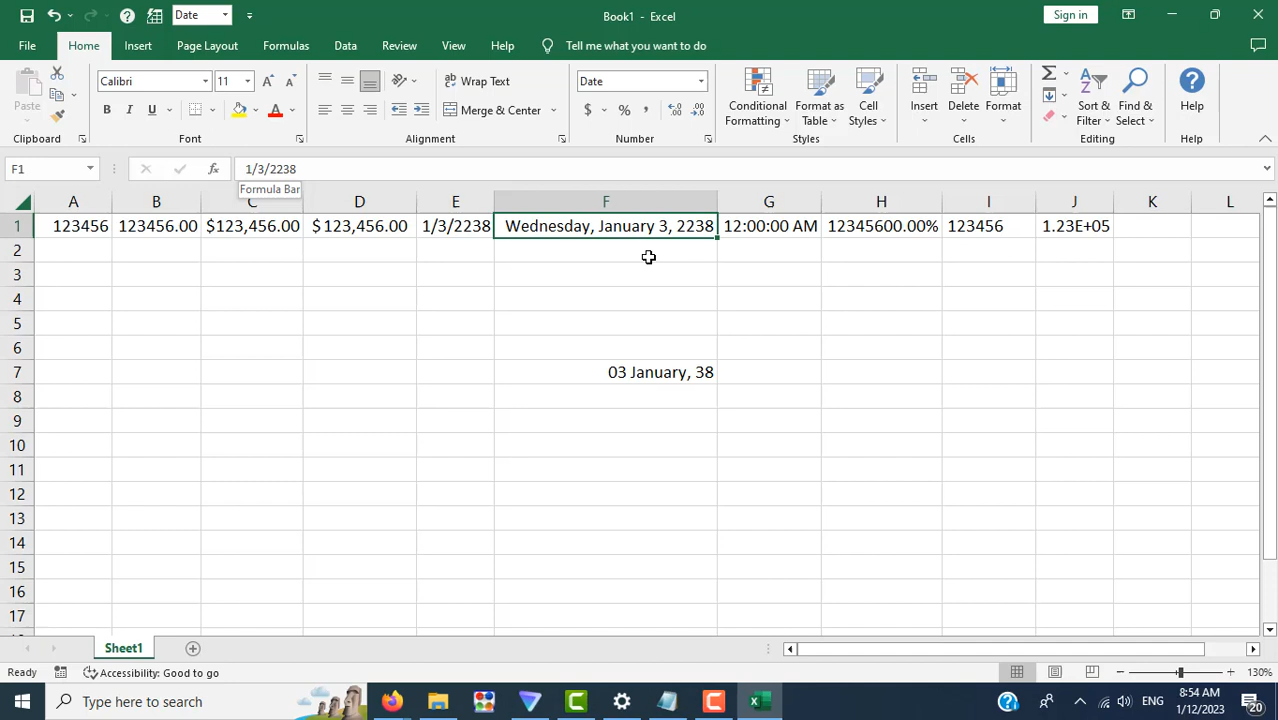 Date
Book1 - Excel
Sign in
File Home Insert Page Layout Formulas Data Review View Help Tell me what you want to do
Paste
Clipboard
Calibri 11
B I U
Font
Wrap Text
Merge & Center
Alignment
Date
$ % ,
Number
Conditional Formatting
Format as Table
Cell Styles
Styles
Insert Delete Format
Cells
Sort & Filter
Find & Select
Editing
Help
Help
F1 fx 1/3/2238
Formula Bar
A B C D E F G H I J K L
1 123456 123456.00 $123,456.00 $ 123,456.00 1/3/2238 Wednesday, January 3, 2238 12:00:00 AM 12345600.00% 123456 1.23E+05
2
3
4
5
6
7 03 January, 38
8
9
10
11
12
13
14
15
16
17
Sheet1
Ready Accessibility: Good to go 130%
Type here to search ENG 8:54 AM
1/12/2023 20